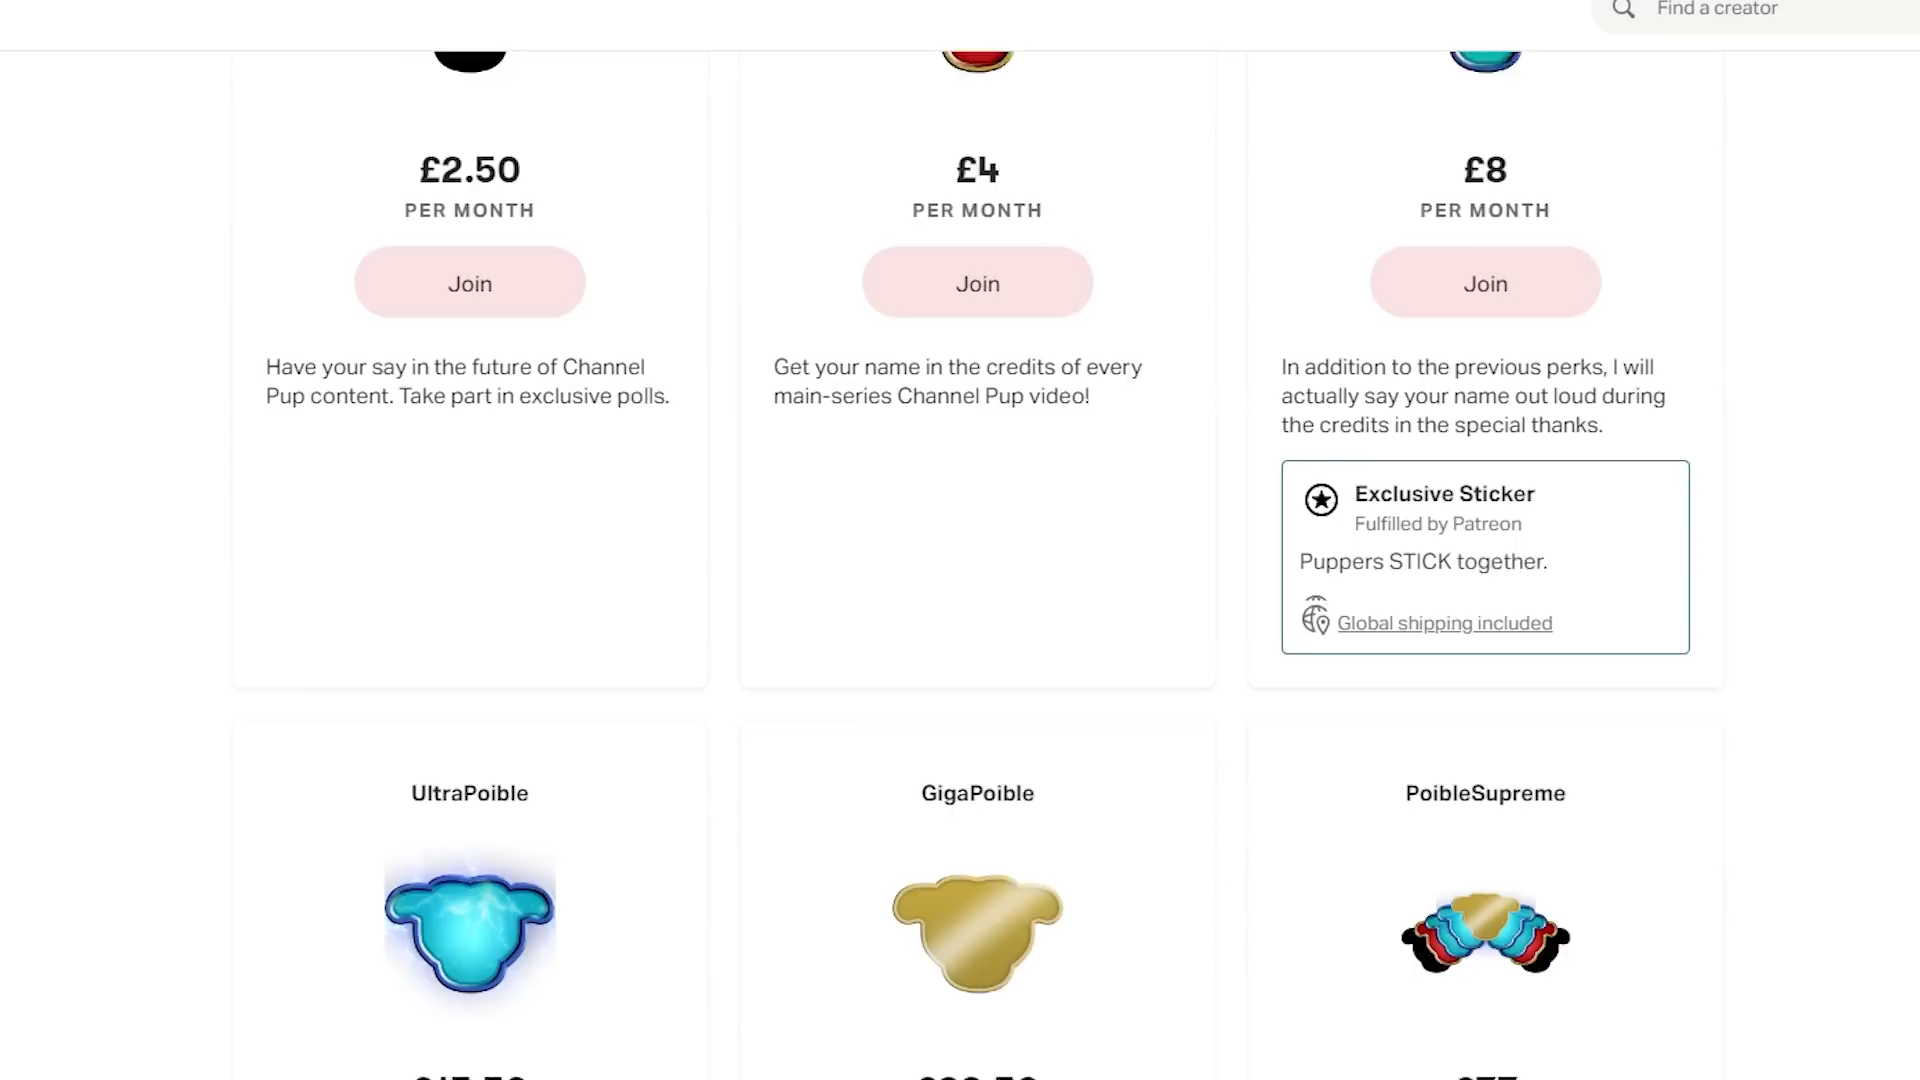 Find a creator
£2.50
PER MONTH
Join
Have your say in the future of Channel
Pup content. Take part in exclusive polls.
£4
PER MONTH
Join
Get your name in the credits of every
main-series Channel Pup video!
£8
PER MONTH
Join
In addition to the previous perks, I will
actually say your name out loud during
the credits in the special thanks.
Exclusive Sticker
Fulfilled by Patreon
Puppers STICK together.
Global shipping included
UltraPoible
GigaPoible
PoibleSupreme